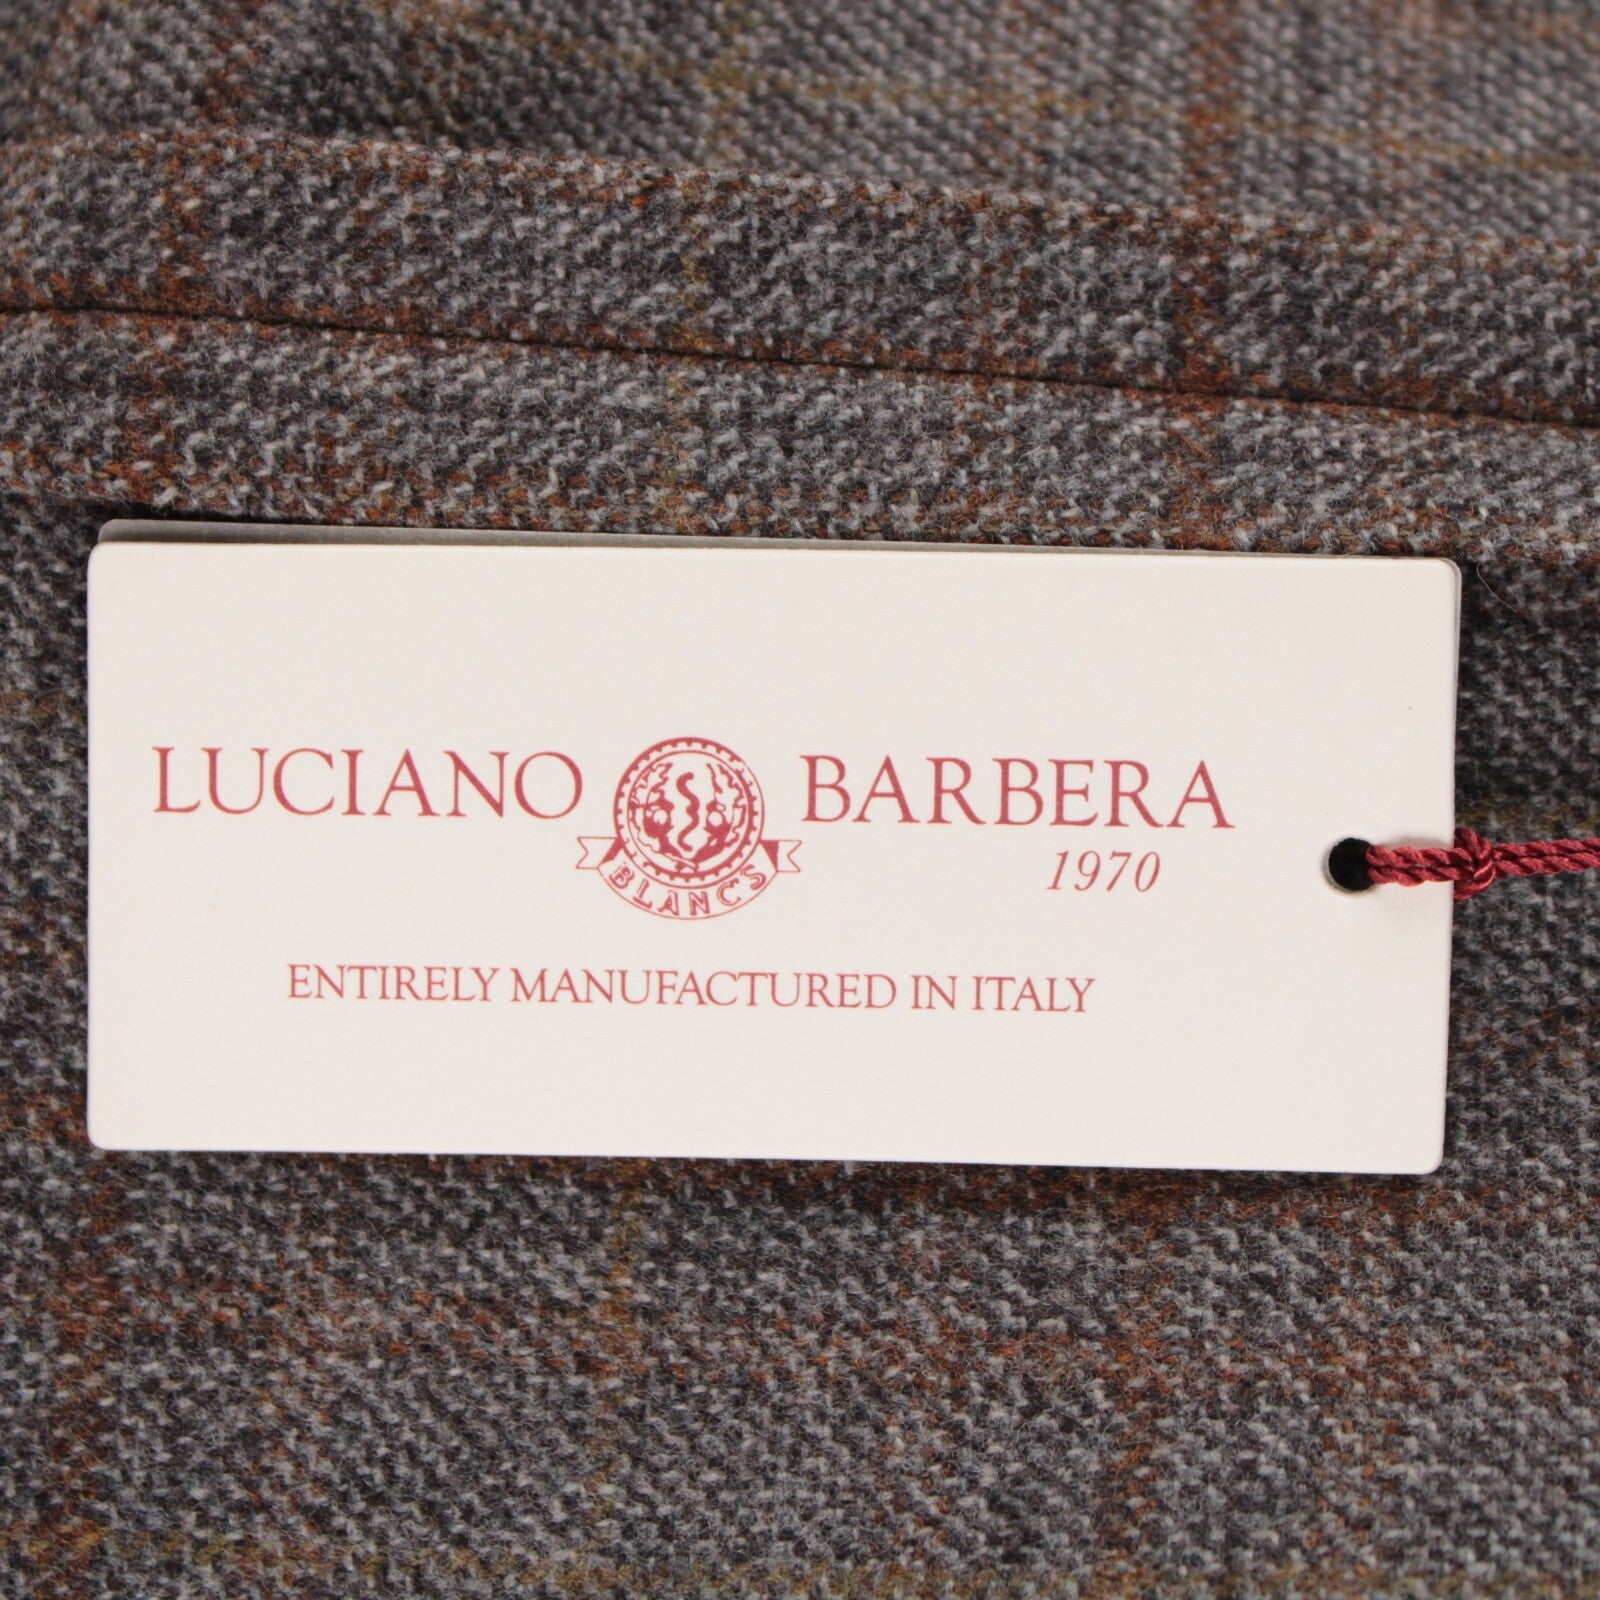 LUCIANO BARBERA
1970
BLANCS
ENTIRELY MANUFACTURED IN ITALY